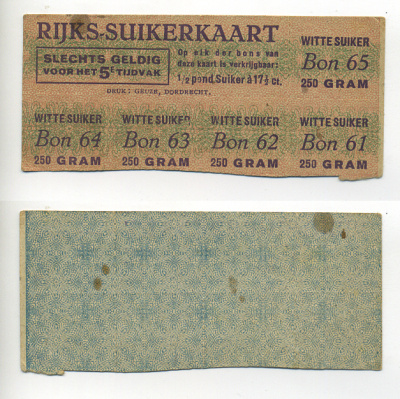 RIJKS-SUIKERKAART
SLECHTS GELDIG
VOOR HET 5E TIJDVAK
Op elk der bons van
deze kaart is verkrijgbaar:
1/2 pond Suiker à 17½ Ct.
DRUK: GEUZE, DORDRECHT.
WITTE SUIKER
Bon 65
250 GRAM
WITTE SUIKER
Bon 64
250 GRAM
WITTE SUIKER
Bon 63
250 GRAM
WITTE SUIKER
Bon 62
250 GRAM
WITTE SUIKER
Bon 61
250 GRAM